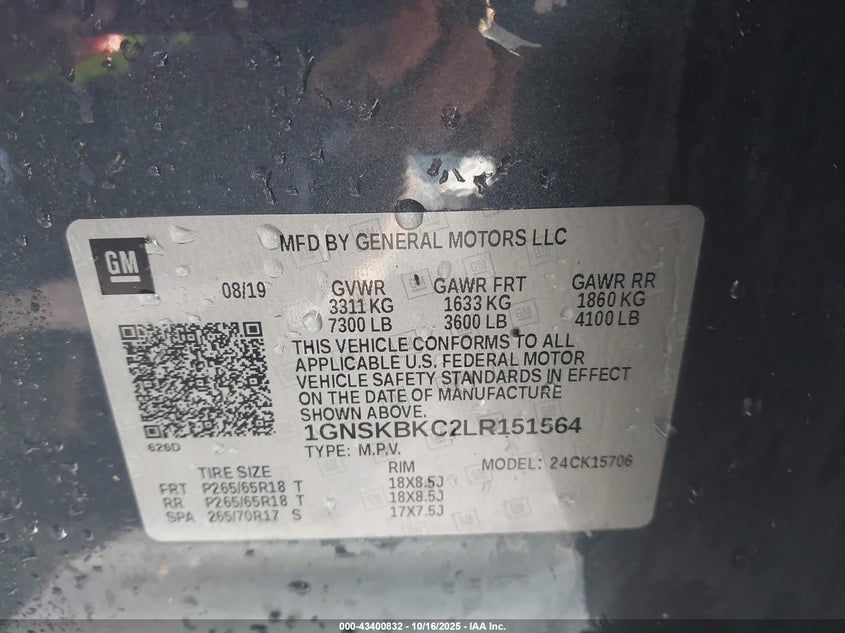 MFD BY GENERAL MOTORS LLC
GM
08/19
GVWR GAWR FRT GAWR RR
3311 KG 1633 KG 1860 KG
7300 LB 3600 LB 4100 LB
THIS VEHICLE CONFORMS TO ALL
APPLICABLE U.S. FEDERAL MOTOR
VEHICLE SAFETY STANDARDS IN EFFECT
ON THE DATE OF MANUFACTURE
SHOWN ABOVE.
626D
1GNSKBKC2LR151564
TYPE: M.P.V.
MODEL: 24CK15706
TIRE SIZE RIM
FRT P265/65R18 T 18X8.5J
RR P265/65R18 T 18X8.5J
SPA 265/70R17 S 17X7.5J
000-43400832 - 10/16/2025 - IAA Inc.